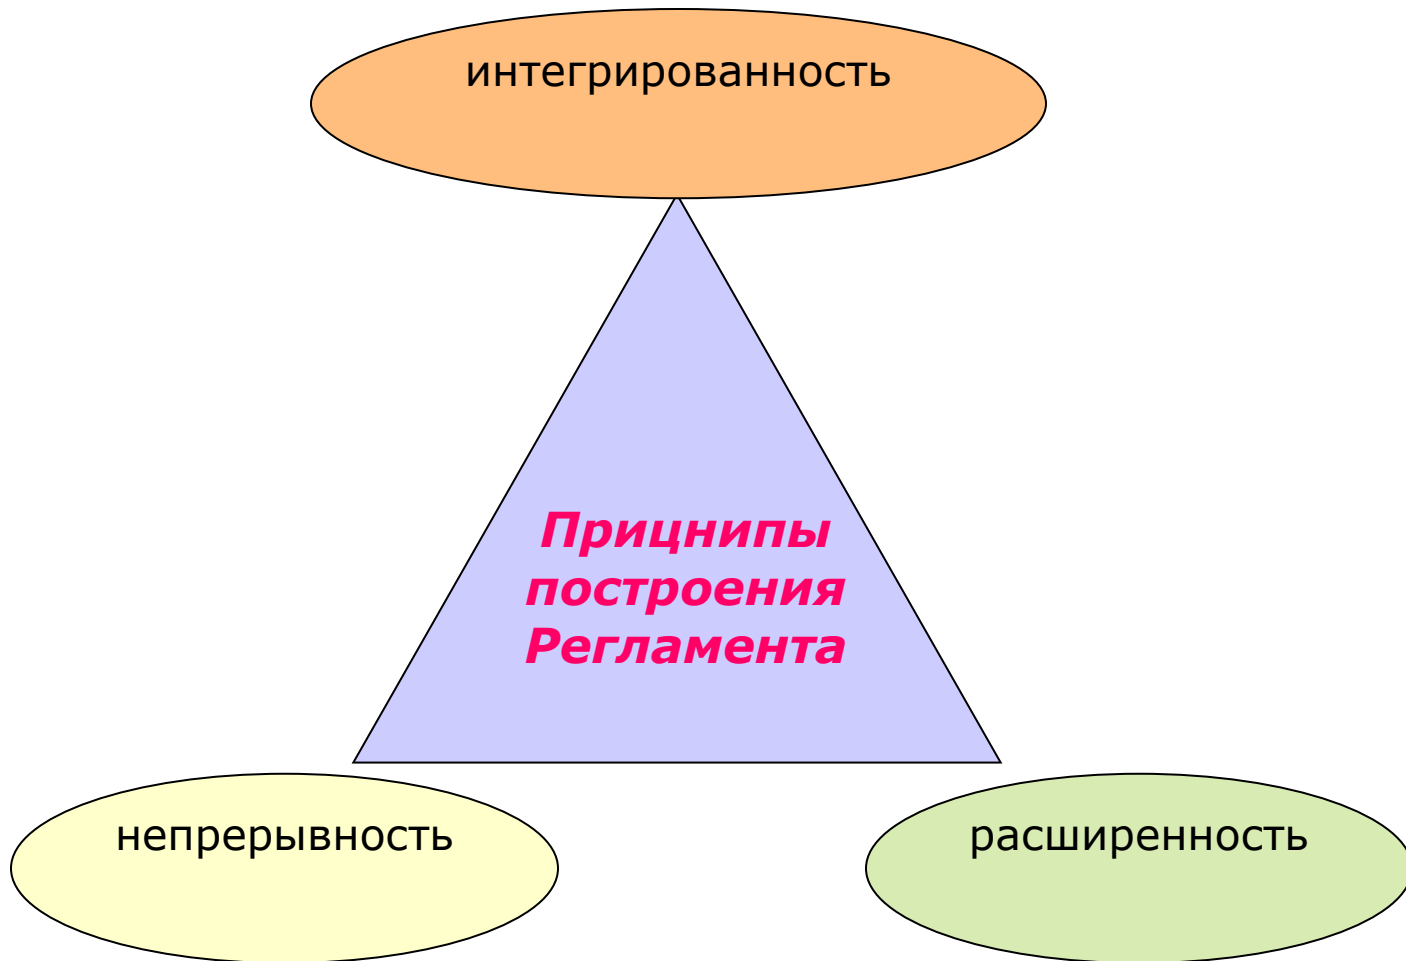 интегрированность
Прицнипы
построения
Регламента
непрерывность
расширенность